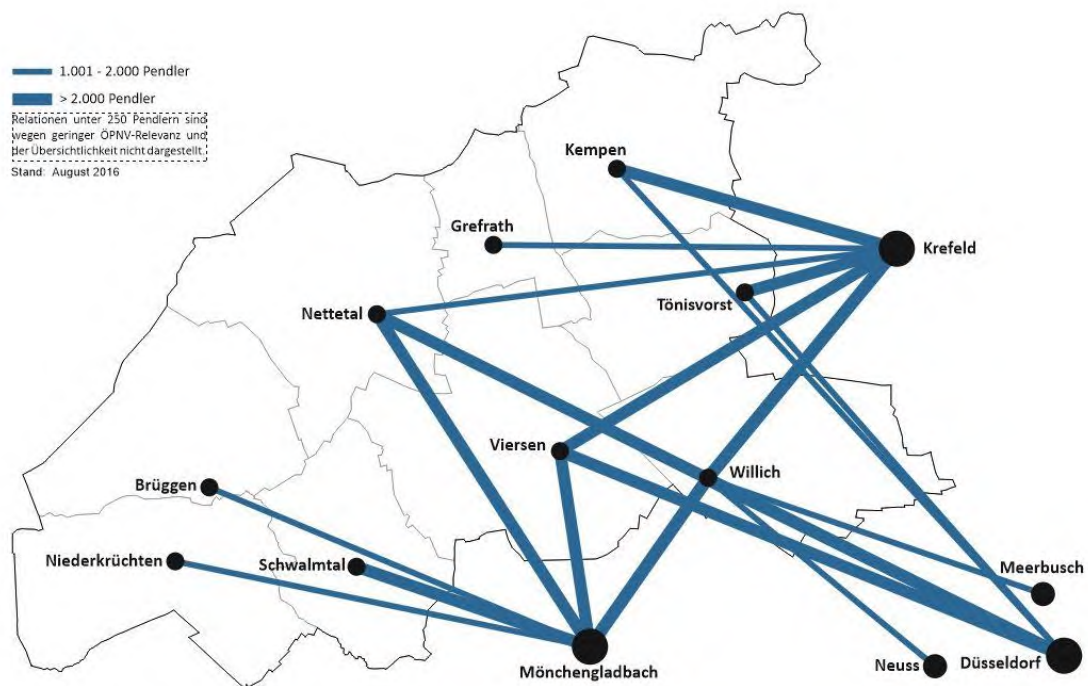 1.001 - 2.000 Pendler
> 2.000 Pendler
Relationen unter 250 Pendlern sind
wegen geringer ÖPNV-Relevanz und
der Übersichtlichkeit nicht dargestellt.
Stand: August 2016
Kempen
Grefrath
Krefeld
Tönisvorst
Nettetal
Viersen
Willich
Brüggen
Niederkrüchten
Schwalmtal
Meerbusch
Mönchengladbach
Neuss
Düsseldorf